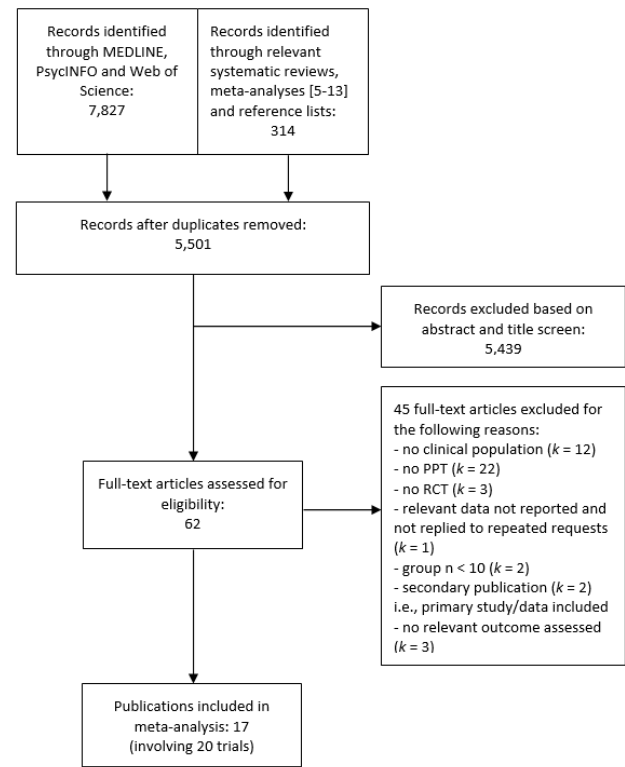 Records identified
through MEDLINE,
PsycINFO and Web of
Science:
7,827
Records identified
through relevant
systematic reviews,
meta-analyses [5-13]
and reference lists:
314
Records after duplicates removed:
5,501
Records excluded based on
abstract and title screen:
5,439
45 full-text articles excluded for
the following reasons:
- no clinical population (k = 12)
- no PPT (k = 22)
- no RCT (k = 3)
- relevant data not reported and
not replied to repeated requests
(k = 1)
- group n < 10 (k = 2)
- secondary publication (k = 2)
i.e., primary study/data included
- no relevant outcome assessed
(k = 3)
Full-text articles assessed for
eligibility:
62
Publications included in
meta-analysis: 17
(involving 20 trials)